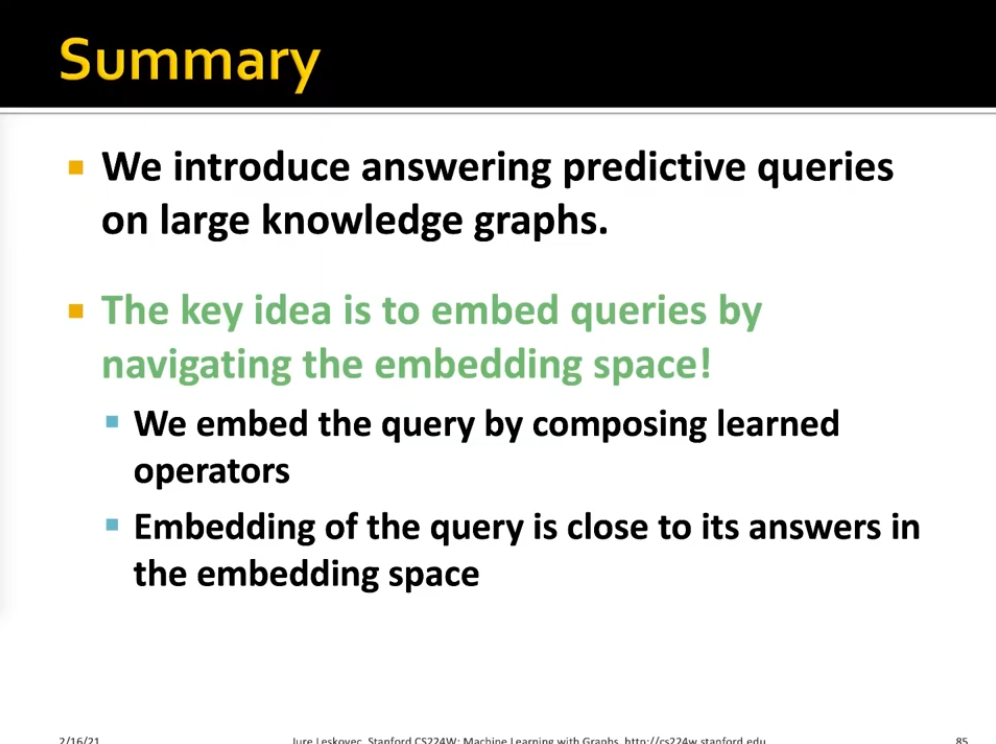 Summary
We introduce answering predictive queries
on large knowledge graphs.
The key idea is to embed queries by
navigating the embedding space!
We embed the query by composing learned
operators
Embedding of the query is close to its answers in
the embedding space
2/16/21 Jure Leskovec, Stanford CS224W: Machine Learning with Graphs, http://cs224w.stanford.edu 85